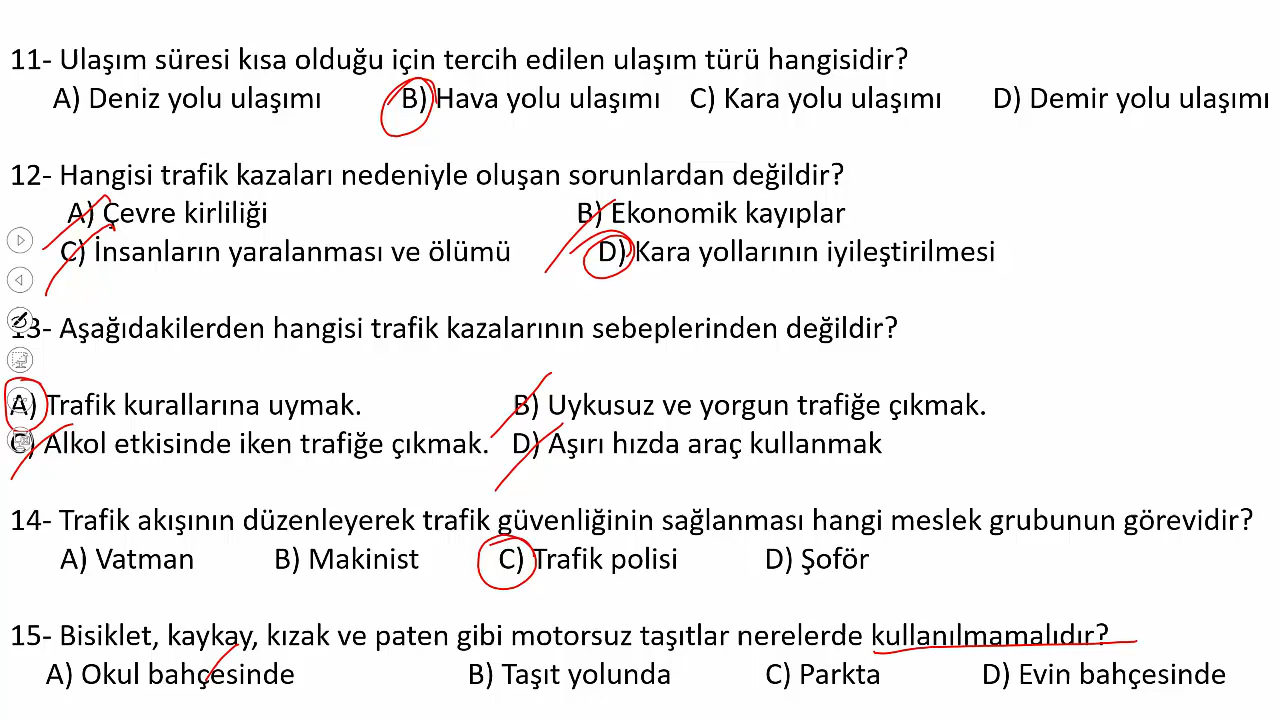 11- Ulaşım süresi kısa olduğu için tercih edilen ulaşım türü hangisidir?
A) Deniz yolu ulaşımı B) Hava yolu ulaşımı C) Kara yolu ulaşımı D) Demir yolu ulaşımı
12- Hangisi trafik kazaları nedeniyle oluşan sorunlardan değildir?
A) Çevre kirliliği B) Ekonomik kayıplar
C) İnsanların yaralanması ve ölümü D) Kara yollarının iyileştirilmesi
13- Aşağıdakilerden hangisi trafik kazalarının sebeplerinden değildir?
A) Trafik kurallarına uymak. B) Uykusuz ve yorgun trafiğe çıkmak.
C) Alkol etkisinde iken trafiğe çıkmak. D) Aşırı hızda araç kullanmak
14- Trafik akışının düzenleyerek trafik güvenliğinin sağlanması hangi meslek grubunun görevidir?
A) Vatman B) Makinist C) Trafik polisi D) Şoför
15- Bisiklet, kaykay, kızak ve paten gibi motorsuz taşıtlar nerelerde kullanılmamalıdır?
A) Okul bahçesinde B) Taşıt yolunda C) Parkta D) Evin bahçesinde